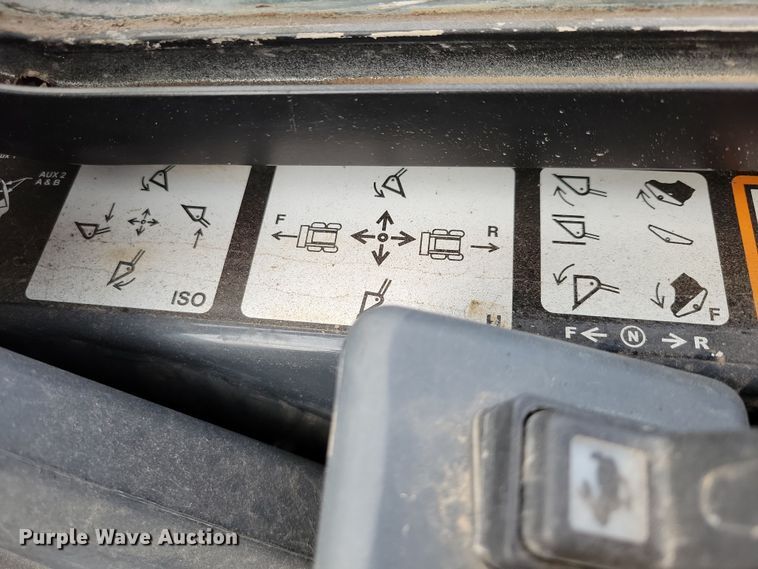 AUX 2
A & B
ISO
F
R
F
F N R
Purple Wave Auction